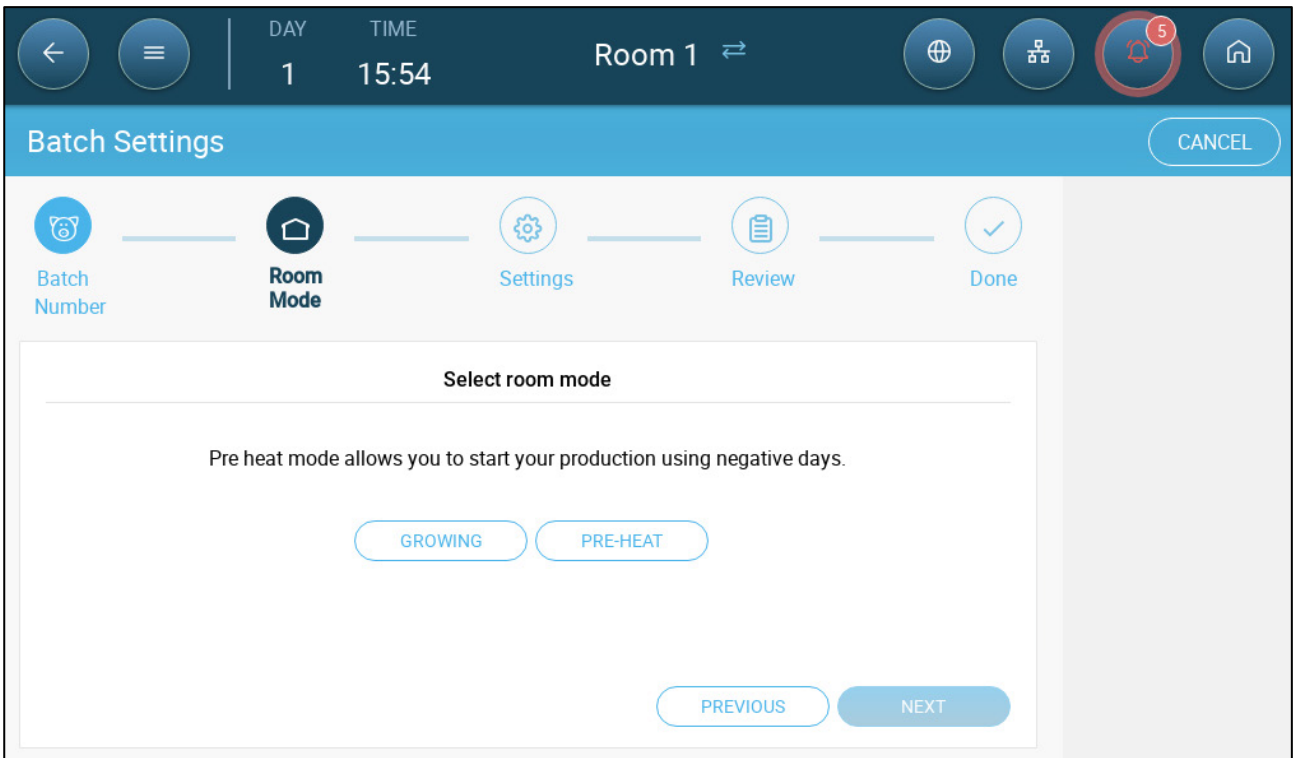 DAY TIME
1 15:54
Room 1
5
Batch Settings
CANCEL
Batch
Number
Room
Mode
Settings
Review
Done
Select room mode
Pre heat mode allows you to start your production using negative days.
GROWING PRE-HEAT
PREVIOUS NEXT